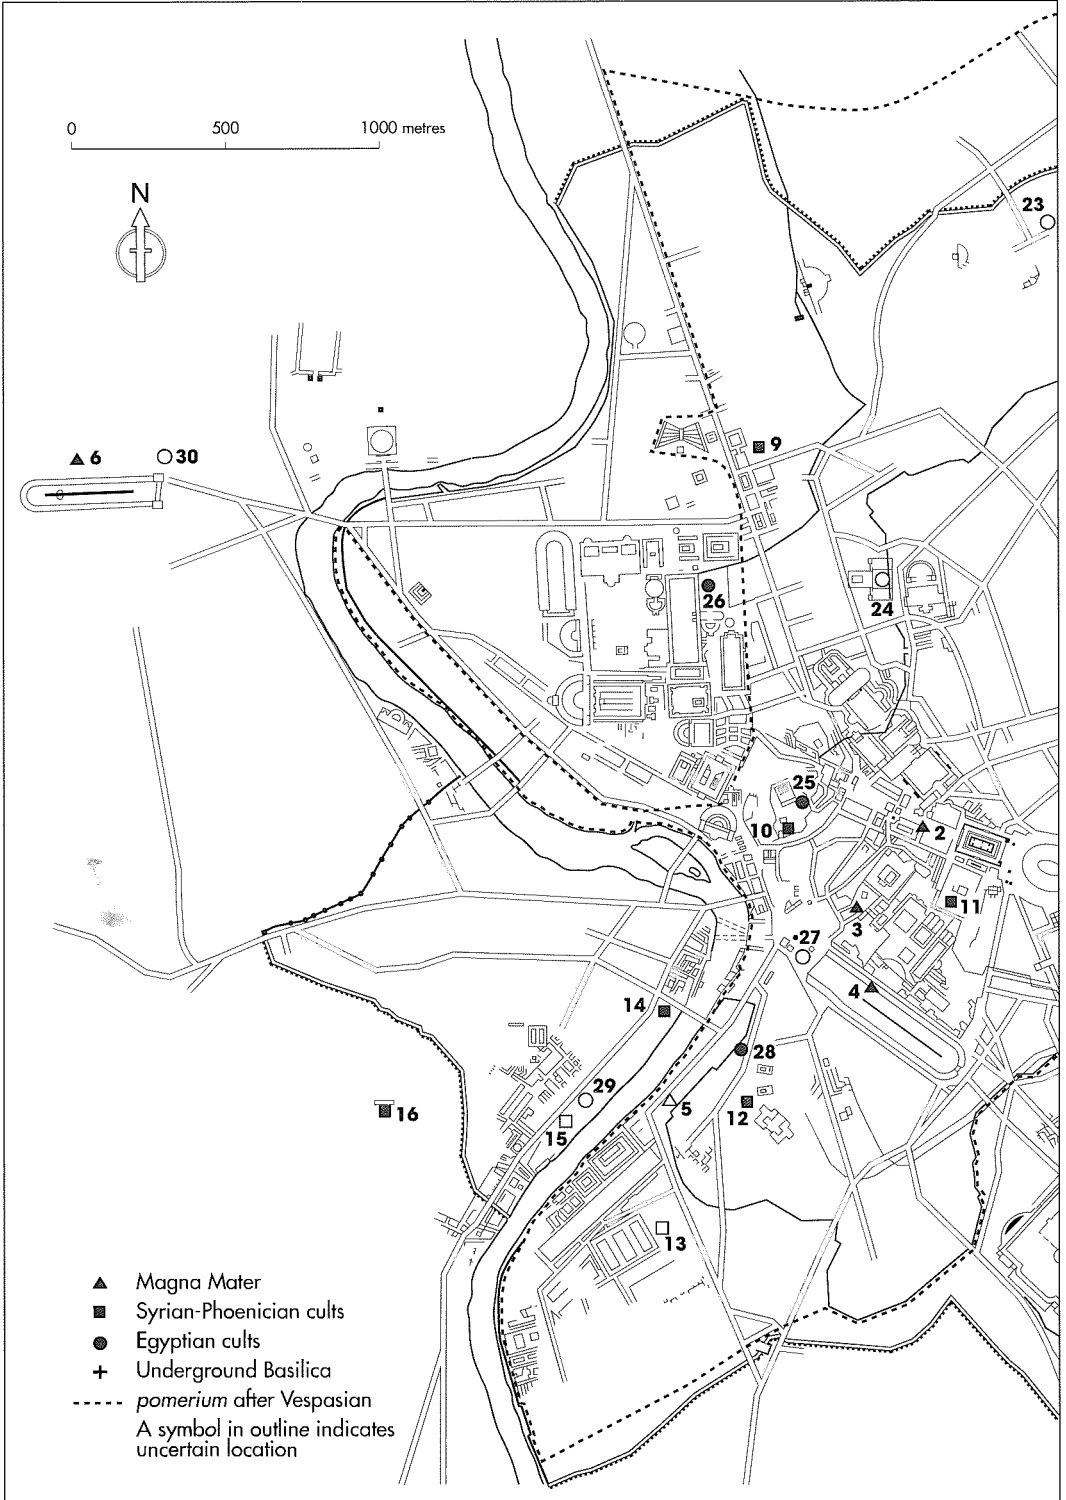 0 500 1000 metres
N
23
9
6
30
26
24
25
10
2
11
3
27
4
14
28
29
5
12
16
15
13
Magna Mater
Syrian-Phoenician cults
Egyptian cults
Underground Basilica
pomerium after Vespasian
A symbol in outline indicates
uncertain location